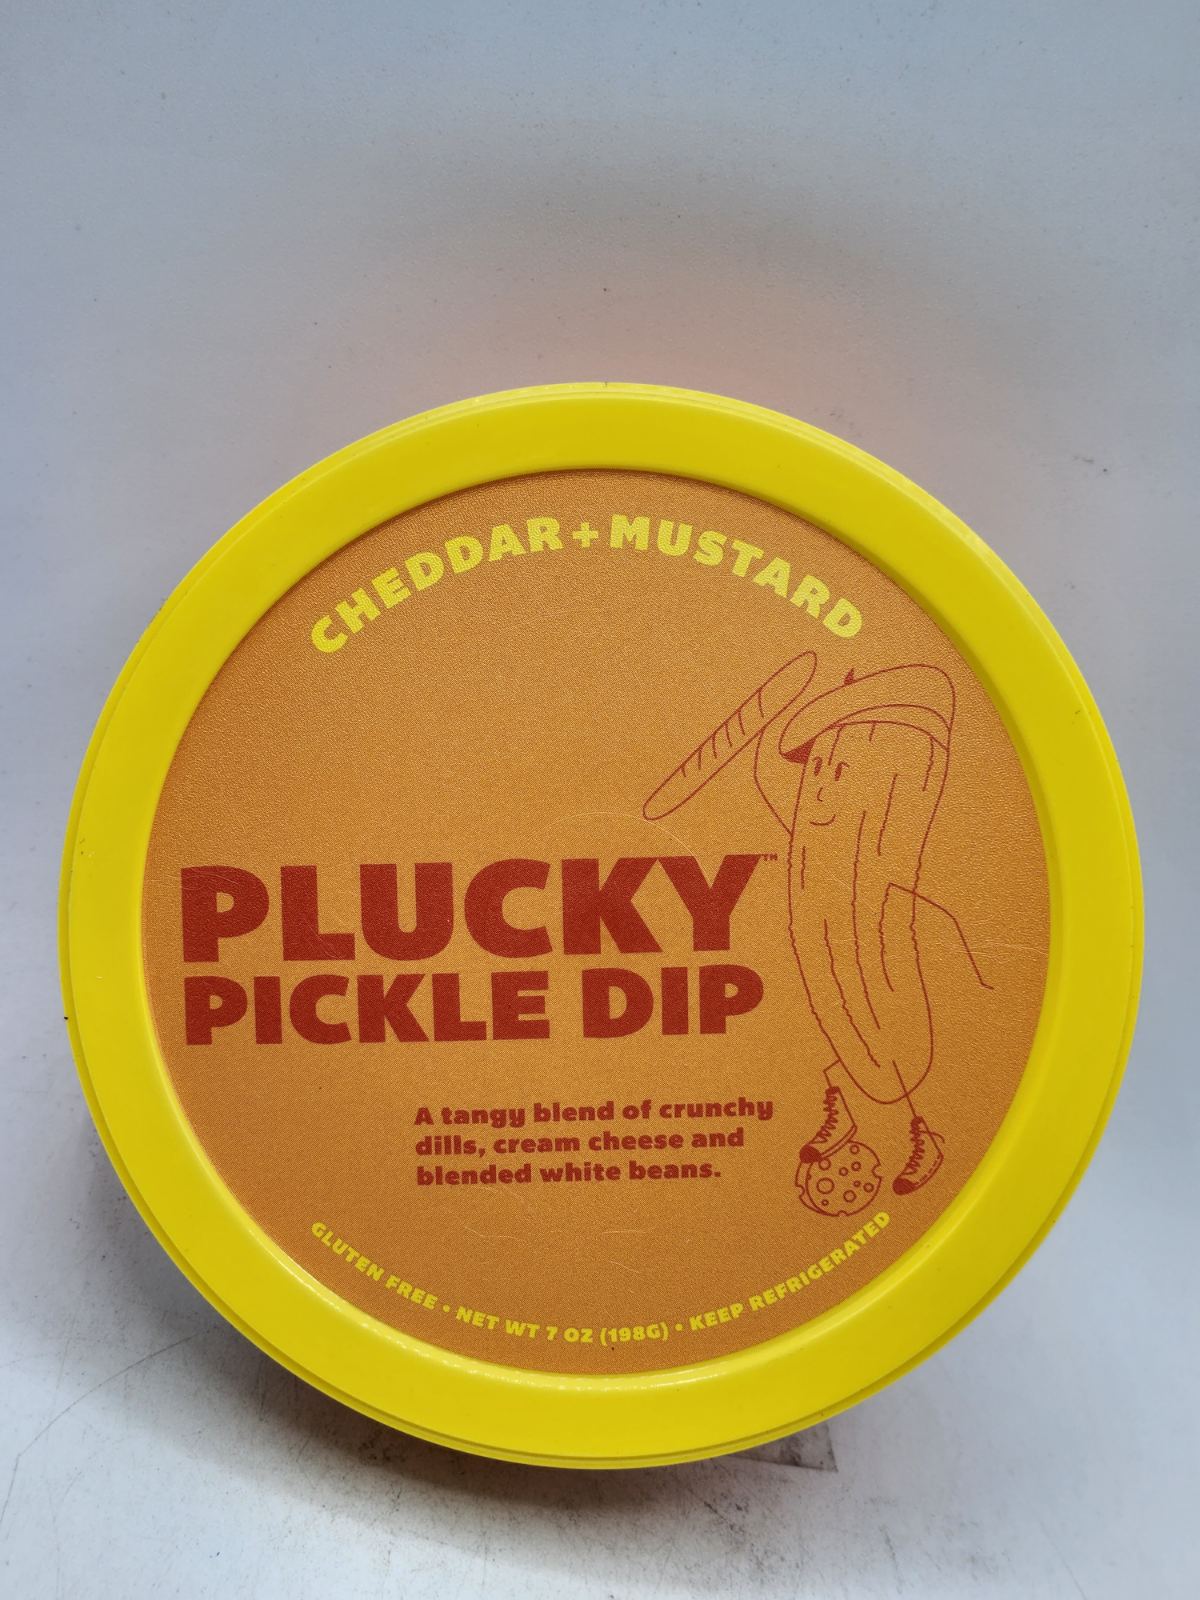 CHEDDAR + MUSTARD
PLUCKY™
PICKLE DIP
A tangy blend of crunchy
dills, cream cheese and
blended white beans.
GLUTEN FREE • NET WT 7 OZ (198G) • KEEP REFRIGERATED